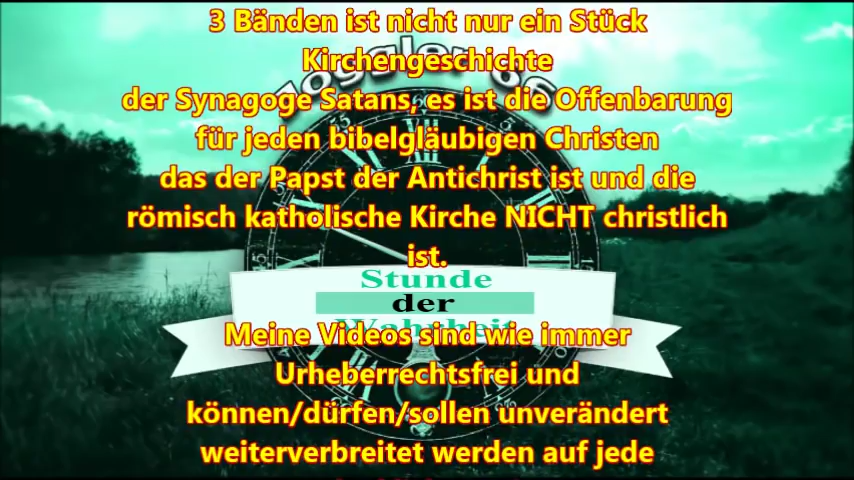 3 Bänden ist nicht nur ein Stück
Kirchengeschichte
der Synagoge Satans, es ist die Offenbarung
für jeden bibelgläubigen Christen
das der Papst der Antichrist ist und die
römisch katholische Kirche NICHT christlich
ist.
Stunde
der
Wahrheit
Meine Videos sind wie immer
Urheberrechtsfrei und
können/dürfen/sollen unverändert
weiterverbreitet werden auf jede